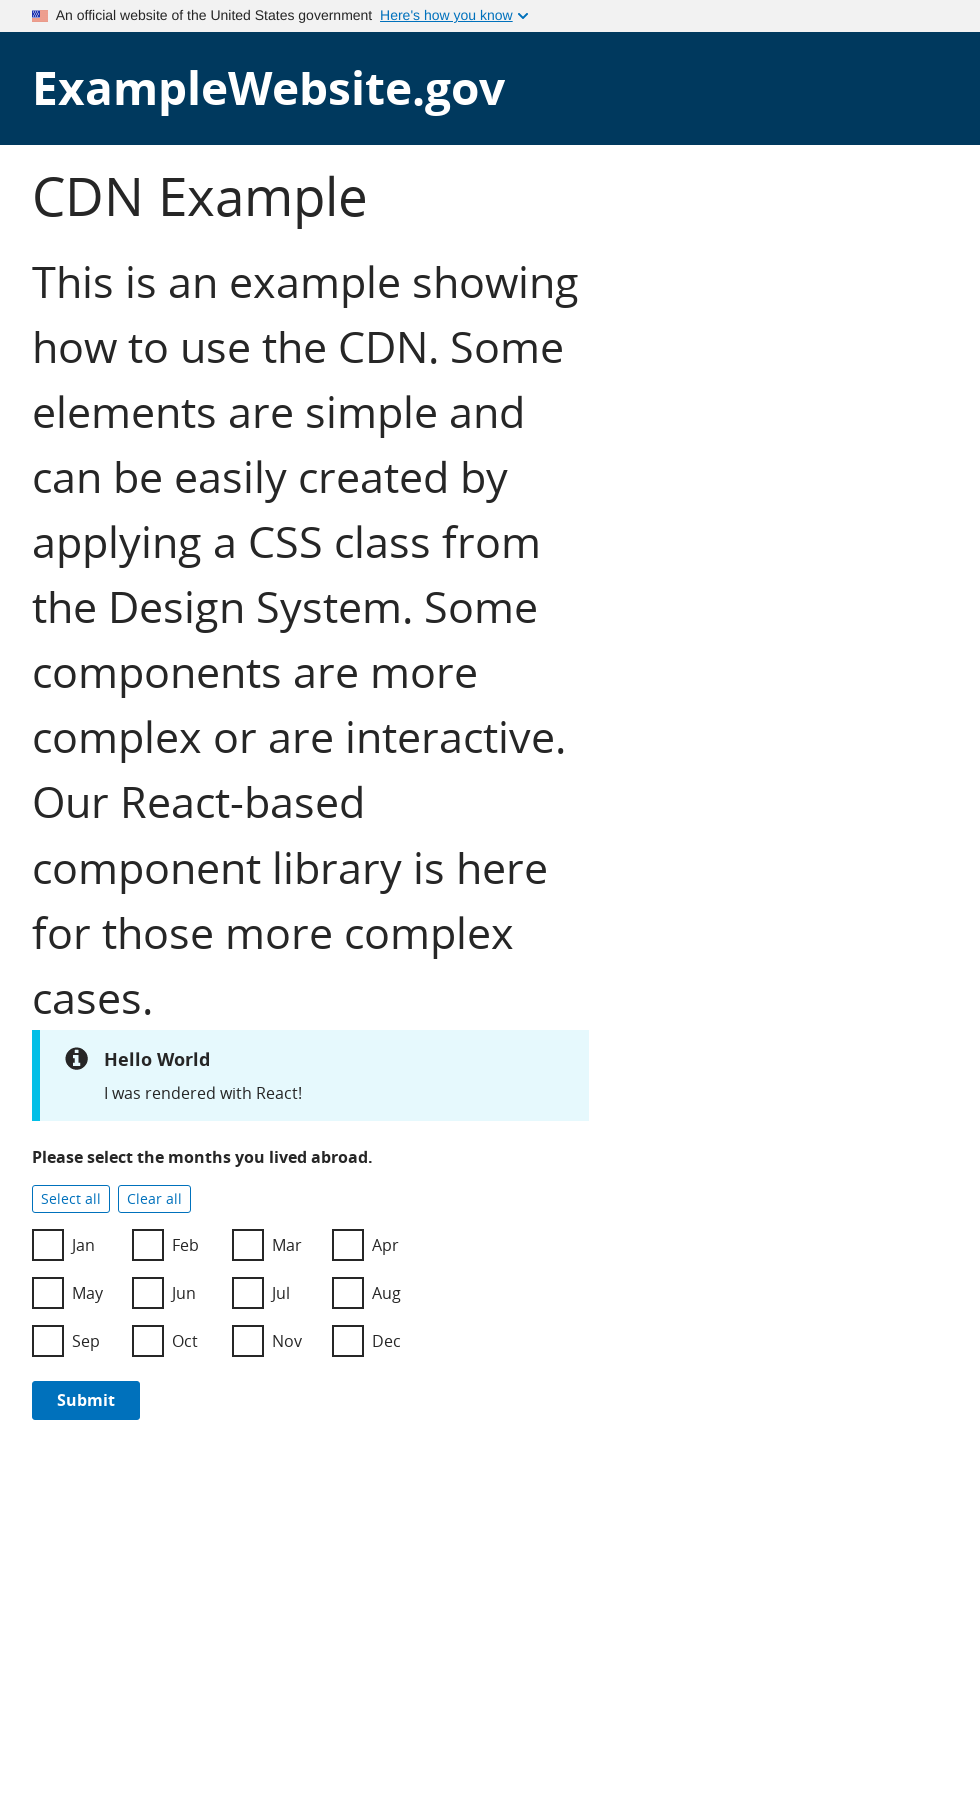 An official website of the United States government Here's how you know
ExampleWebsite.gov
CDN Example
This is an example showing
how to use the CDN. Some
elements are simple and
can be easily created by
applying a CSS class from
the Design System. Some
components are more
complex or are interactive.
Our React-based
component library is here
for those more complex
cases.
Hello World
I was rendered with React!
Please select the months you lived abroad.
Select all Clear all
Jan Feb Mar Apr
May Jun Jul Aug
Sep Oct Nov Dec
Submit